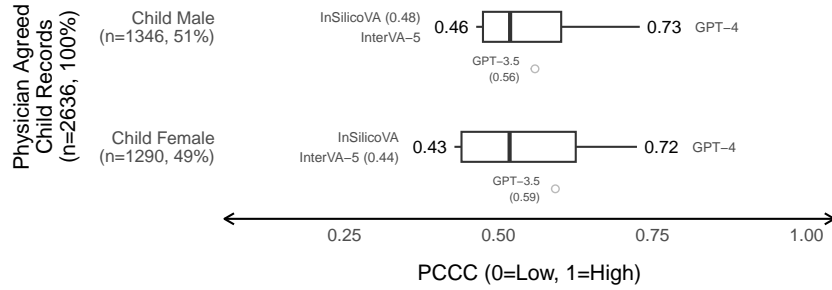 Physician Agreed
Child Records
(n=2636, 100%)
Child Male
(n=1346, 51%)
InSilicoVA (0.48)
InterVA−5
0.46
0.73
GPT−4
GPT−3.5
(0.56)
Child Female
(n=1290, 49%)
InSilicoVA
InterVA−5 (0.44)
0.43
0.72
GPT−4
GPT−3.5
(0.59)
0.25
0.50
0.75
1.00
PCCC (0=Low, 1=High)